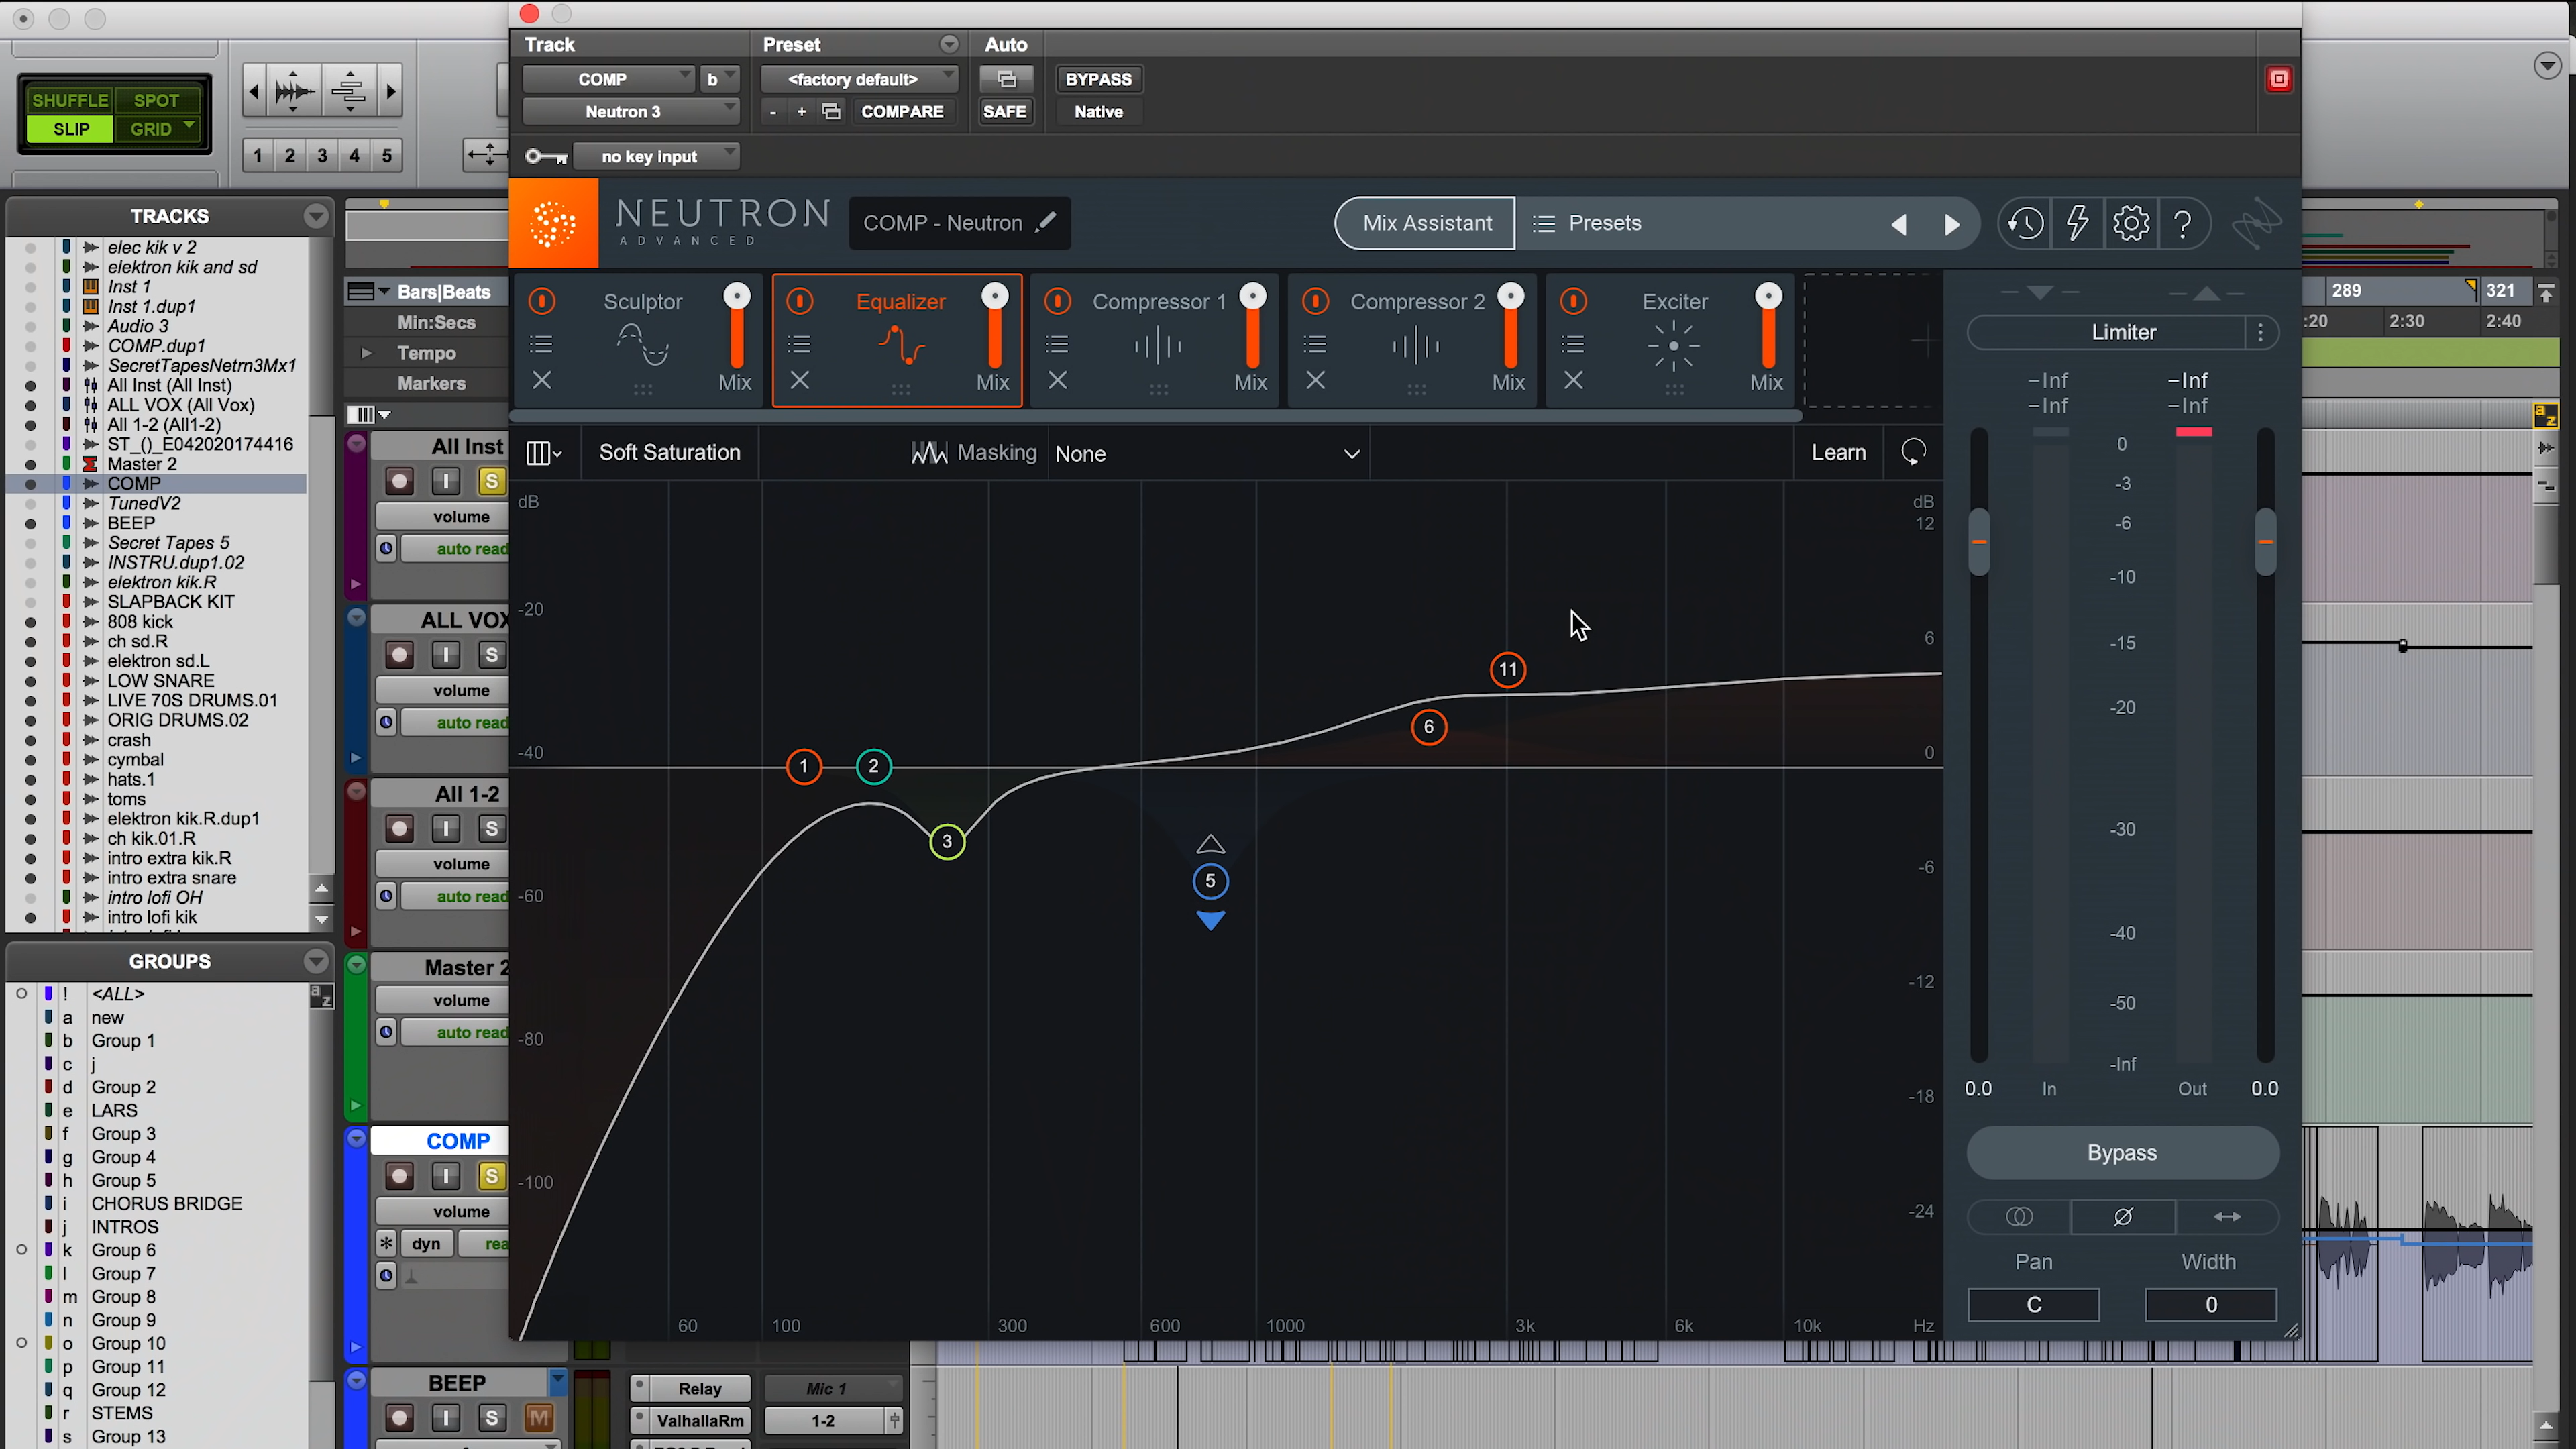 Track
Preset
Auto
COMP
b
<factory default>
BYPASS
Neutron 3
-
+
COMPARE
SAFE
Native
no key input
SHUFFLE
SPOT
SLIP
GRID
1 2 3 4 5
NEUTRON
ADVANCED
COMP - Neutron
Mix Assistant
Presets
?
Sculptor
Mix
Equalizer
Mix
Compressor 1
Mix
Compressor 2
Mix
Exciter
Mix
Limiter
Soft Saturation
Masking
None
Learn
TRACKS
elec kik v 2
elektron kik and sd
Inst 1
Inst 1.dup1
Audio 3
COMP.dup1
SecretTapesNetrn3Mx1
All Inst (All Inst)
ALL VOX (All Vox)
All 1-2 (All1-2)
ST_()_E042020174416
Master 2
COMP
TunedV2
BEEP
Secret Tapes 5
INSTRU.dup1.02
elektron kik.R
SLAPBACK KIT
808 kick
ch sd.R
elektron sd.L
LOW SNARE
LIVE 70S DRUMS.01
ORIG DRUMS.02
crash
cymbal
hats.1
toms
elektron kik.R.dup1
ch kik.01.R
intro extra kik.R
intro extra snare
intro lofi OH
intro lofi kik
GROUPS
a z
! <ALL>
a new
b Group 1
c j
d Group 2
e LARS
f Group 3
g Group 4
h Group 5
i CHORUS BRIDGE
j INTROS
k Group 6
l Group 7
m Group 8
n Group 9
o Group 10
p Group 11
q Group 12
r STEMS
s Group 13
Bars|Beats
Min:Secs
Tempo
Markers
All Inst
I S
volume
auto read
ALL VOX
I S
volume
auto read
All 1-2
I S
volume
auto read
Master 2
volume
auto read
COMP
I S
volume
* dyn rea
BEEP
I S M
Relay
Mic 1
ValhallaRm
1-2
dB
-20
-40
-60
-80
-100
dB
12
6
0
-6
-12
-18
-24
1
2
3
5
6
11
60
100
300
600
1000
3k
6k
10k
Hz
-Inf
-Inf
-Inf
-Inf
0
-3
-6
-10
-15
-20
-30
-40
-50
-Inf
0.0
In
Out
0.0
Bypass
Pan
Width
C
0
289
321
:20
2:30
2:40
a z